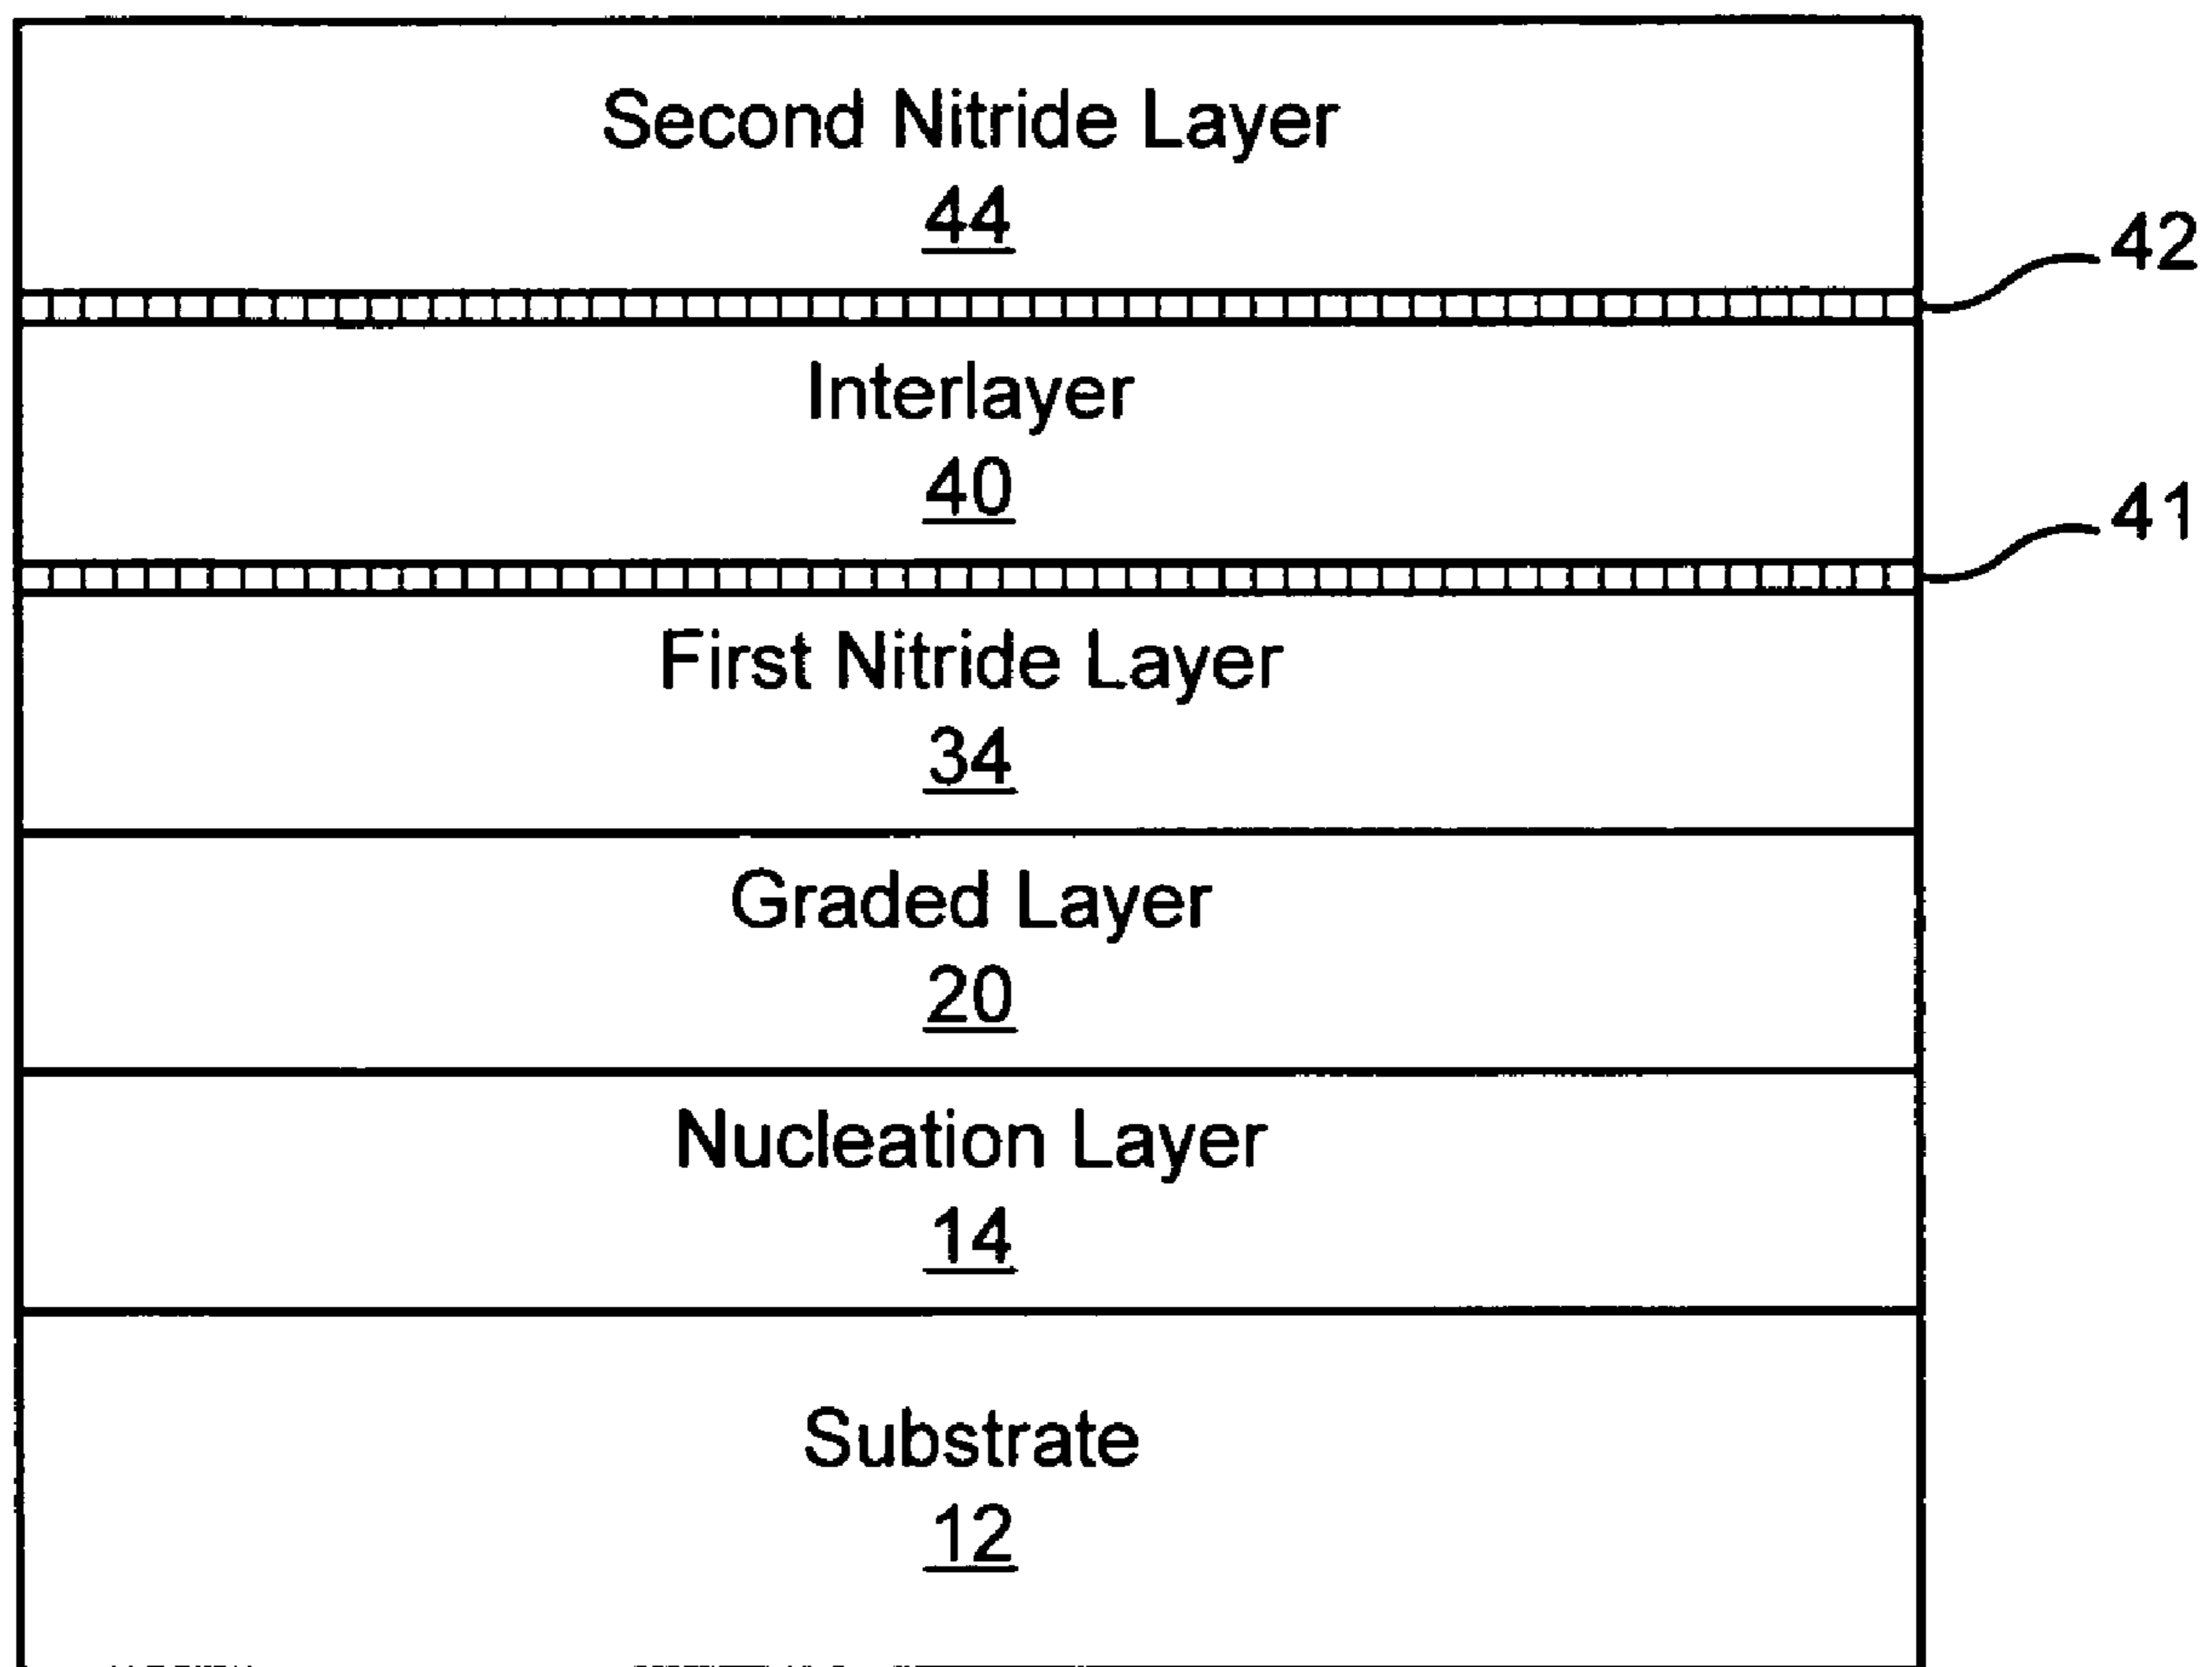 Second Nitride Layer
44
42
Interlayer
40
41
First Nitride Layer
34
Graded Layer
20
Nucleation Layer
14
Substrate
12